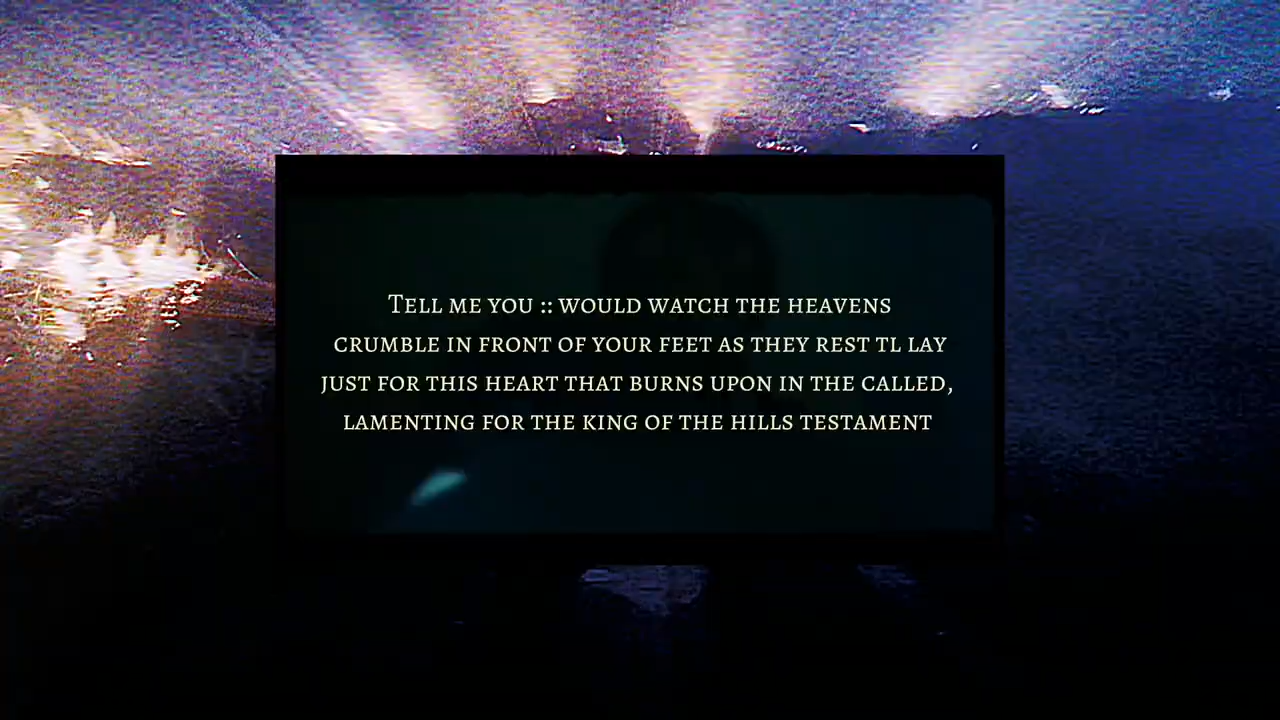 Tell me you :: would watch the heavens
crumble in front of your feet as they rest tl lay
just for this heart that burns upon in the called,
lamenting for the king of the hills testament